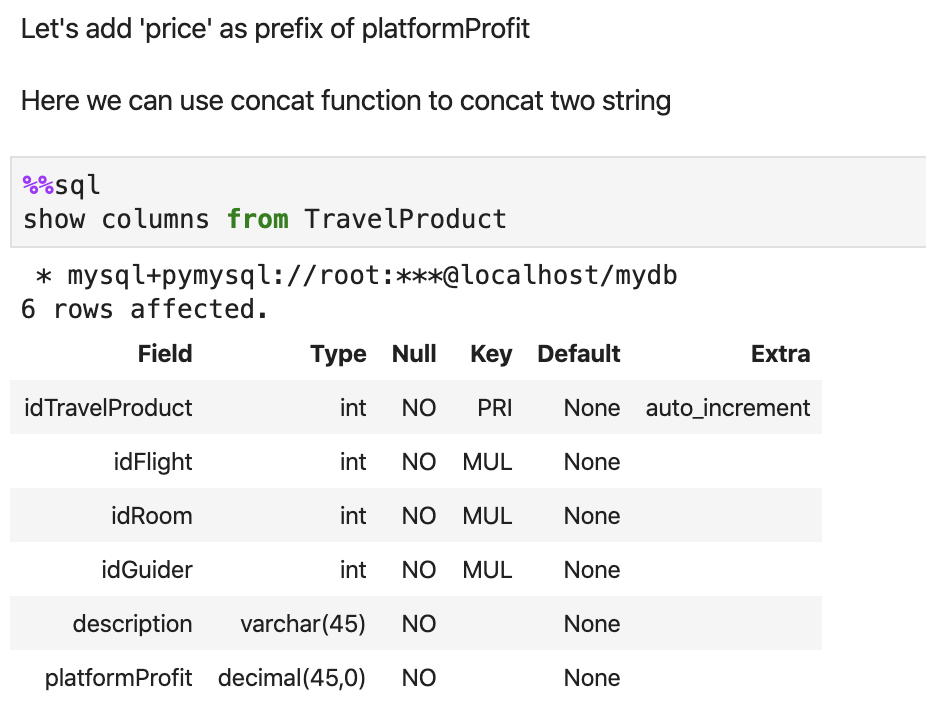 Let's add 'price' as prefix of platformProfit
Here we can use concat function to concat two string
%%sql
show columns from TravelProduct
* mysql+pymysql://root:***@localhost/mydb
6 rows affected.
Field Type Null Key Default Extra
idTravelProduct int NO PRI None auto_increment
idFlight int NO MUL None
idRoom int NO MUL None
idGuider int NO MUL None
description varchar(45) NO None
platformProfit decimal(45,0) NO None